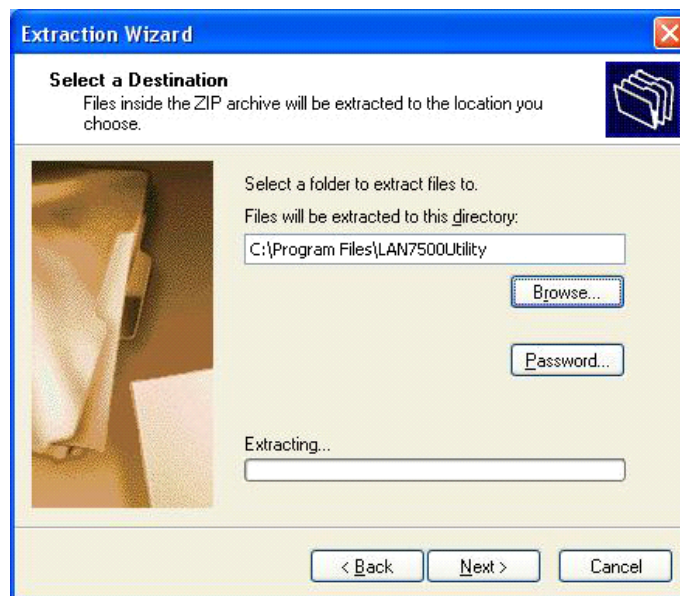 Extraction Wizard
Select a Destination
Files inside the ZIP archive will be extracted to the location you
choose.
Select a folder to extract files to.
Files will be extracted to this directory:
C:\Program Files\LAN7500Utility
Browse...
Password...
Extracting...
< Back
Next >
Cancel